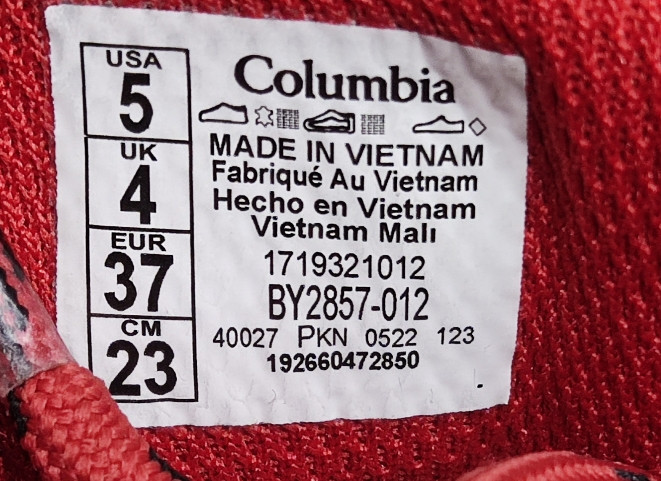 USA
5
UK
4
EUR
37
CM
23
Columbia
MADE IN VIETNAM
Fabriqué Au Vietnam
Hecho en Vietnam
Vietnam Malı
1719321012
BY2857-012
40027 PKN 0522 123
192660472850